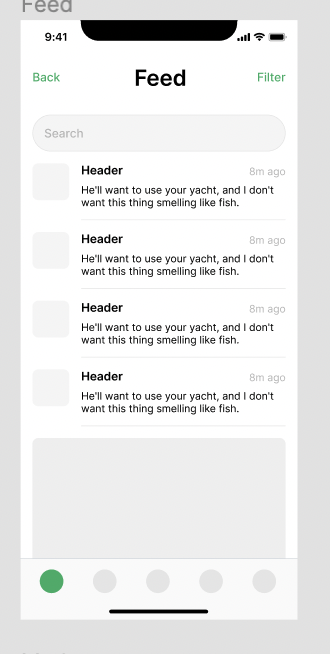 Feed
9:41
Back Feed Filter
Search
Header 8m ago
He'll want to use your yacht, and I don't
want this thing smelling like fish.
Header 8m ago
He'll want to use your yacht, and I don't
want this thing smelling like fish.
Header 8m ago
He'll want to use your yacht, and I don't
want this thing smelling like fish.
Header 8m ago
He'll want to use your yacht, and I don't
want this thing smelling like fish.